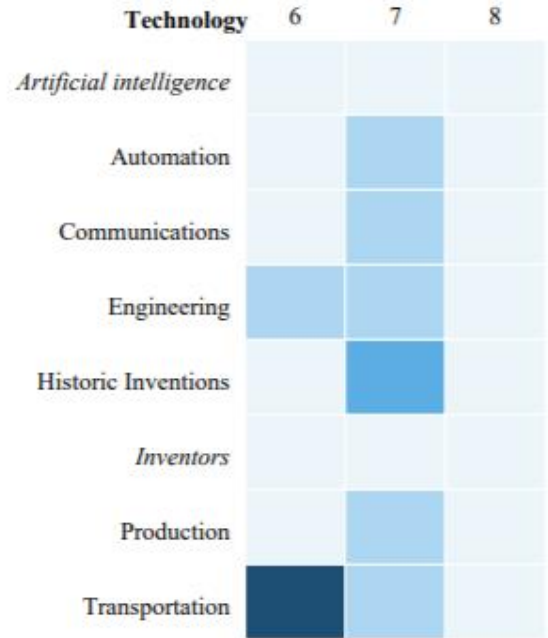 Technology 6 7 8
Artificial intelligence
Automation
Communications
Engineering
Historic Inventions
Inventors
Production
Transportation